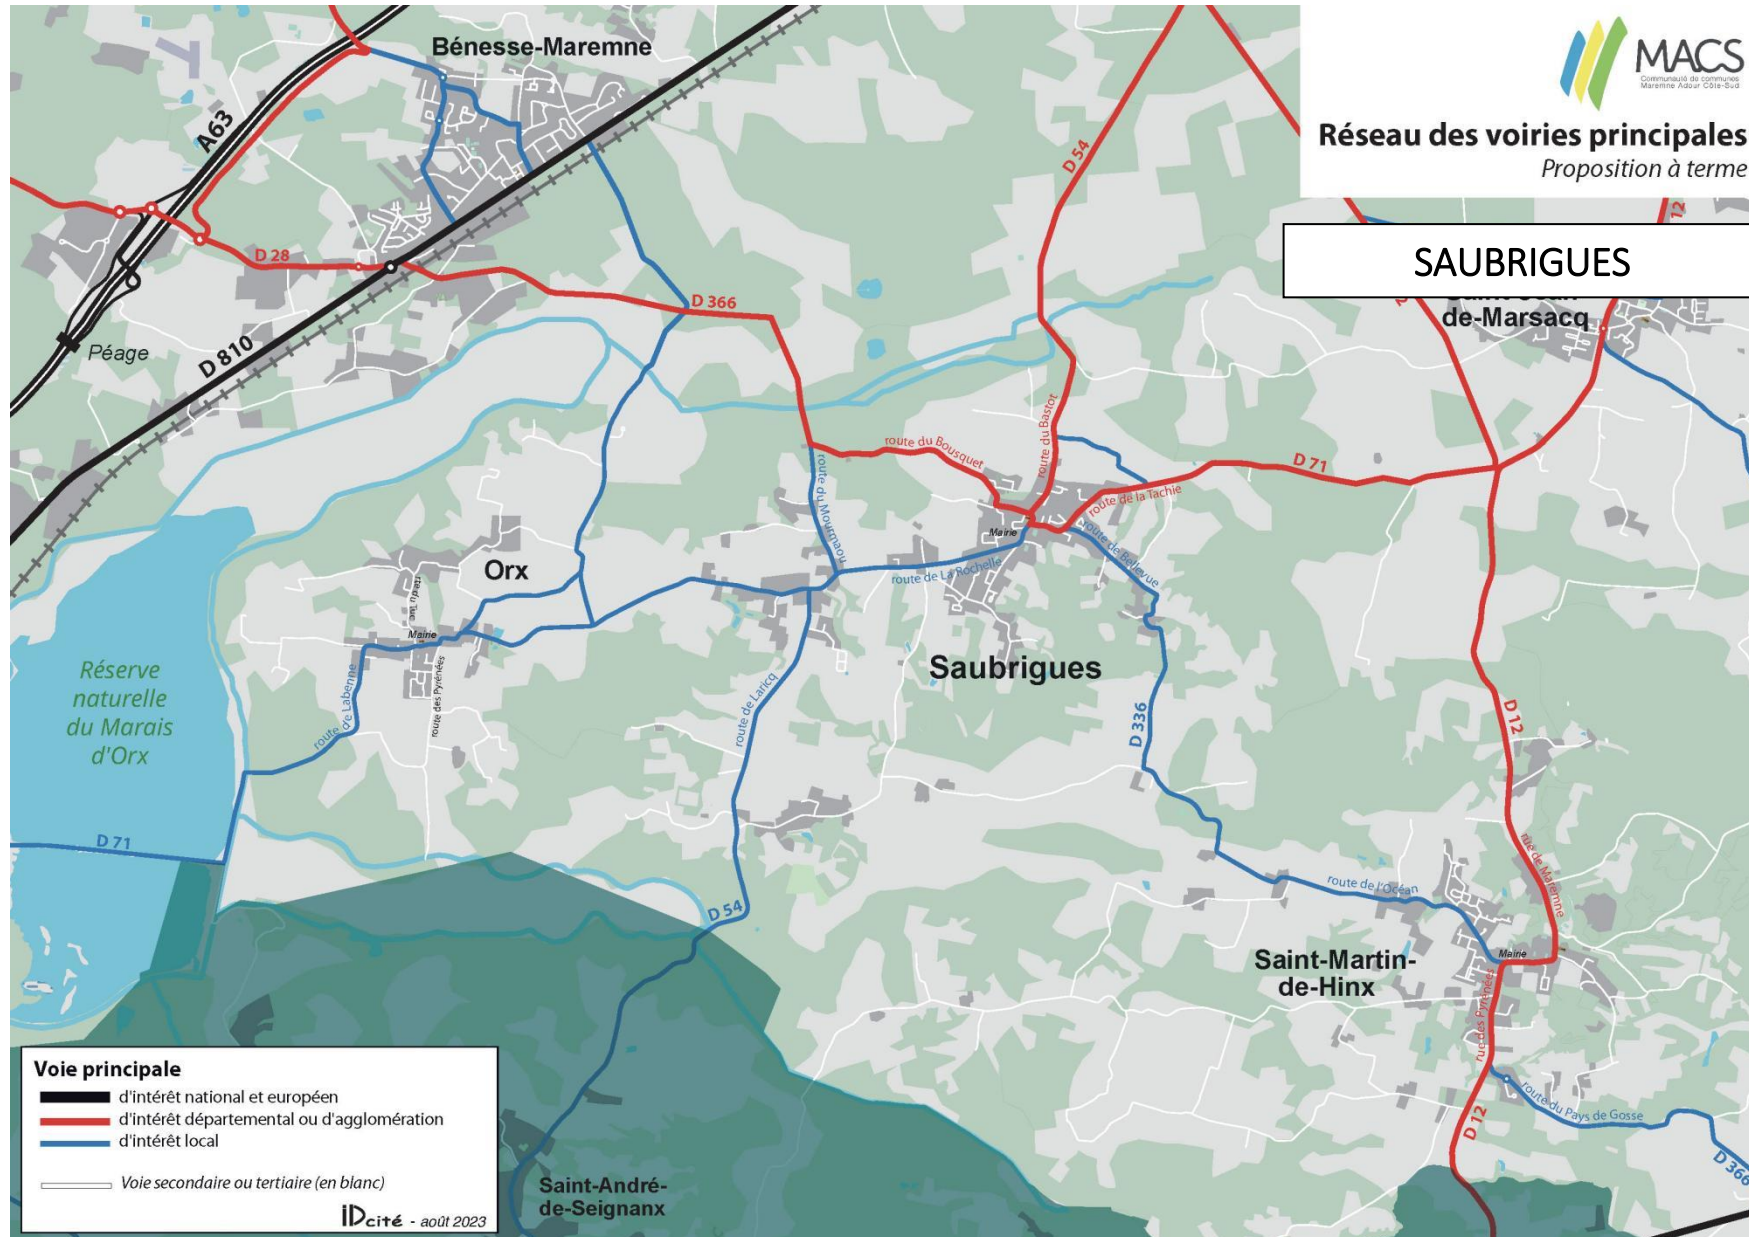 Bénesse-Maremne
MACS
Communauté de communes
Maremne Adour Côte-Sud
Réseau des voiries principales
Proposition à terme
A63
D 54
12
SAUBRIGUES
D 28
D 366
de-Marsacq
Péage
D 810
route du Bastot
route du Bousquet
D 71
route du Mourmaou
route de la Tachie
Mairie
route de Bellevue
Orx
route de La Rochelle
rte du Tuc
Mairie
Saubrigues
Réserve
naturelle
du Marais
d'Orx
route de Labenne
route des Pyrénées
route de Laricq
D 336
D 12
D 71
rue de Maremne
route de l'Océan
D 54
Saint-Martin-
de-Hinx
Mairie
rue des Pyrénées
Voie principale
d'intérêt national et européen
d'intérêt départemental ou d'agglomération
d'intérêt local
Voie secondaire ou tertiaire (en blanc)
iDcité - août 2023
Saint-André-
de-Seignanx
route du Pays de Gosse
D 12
D 366